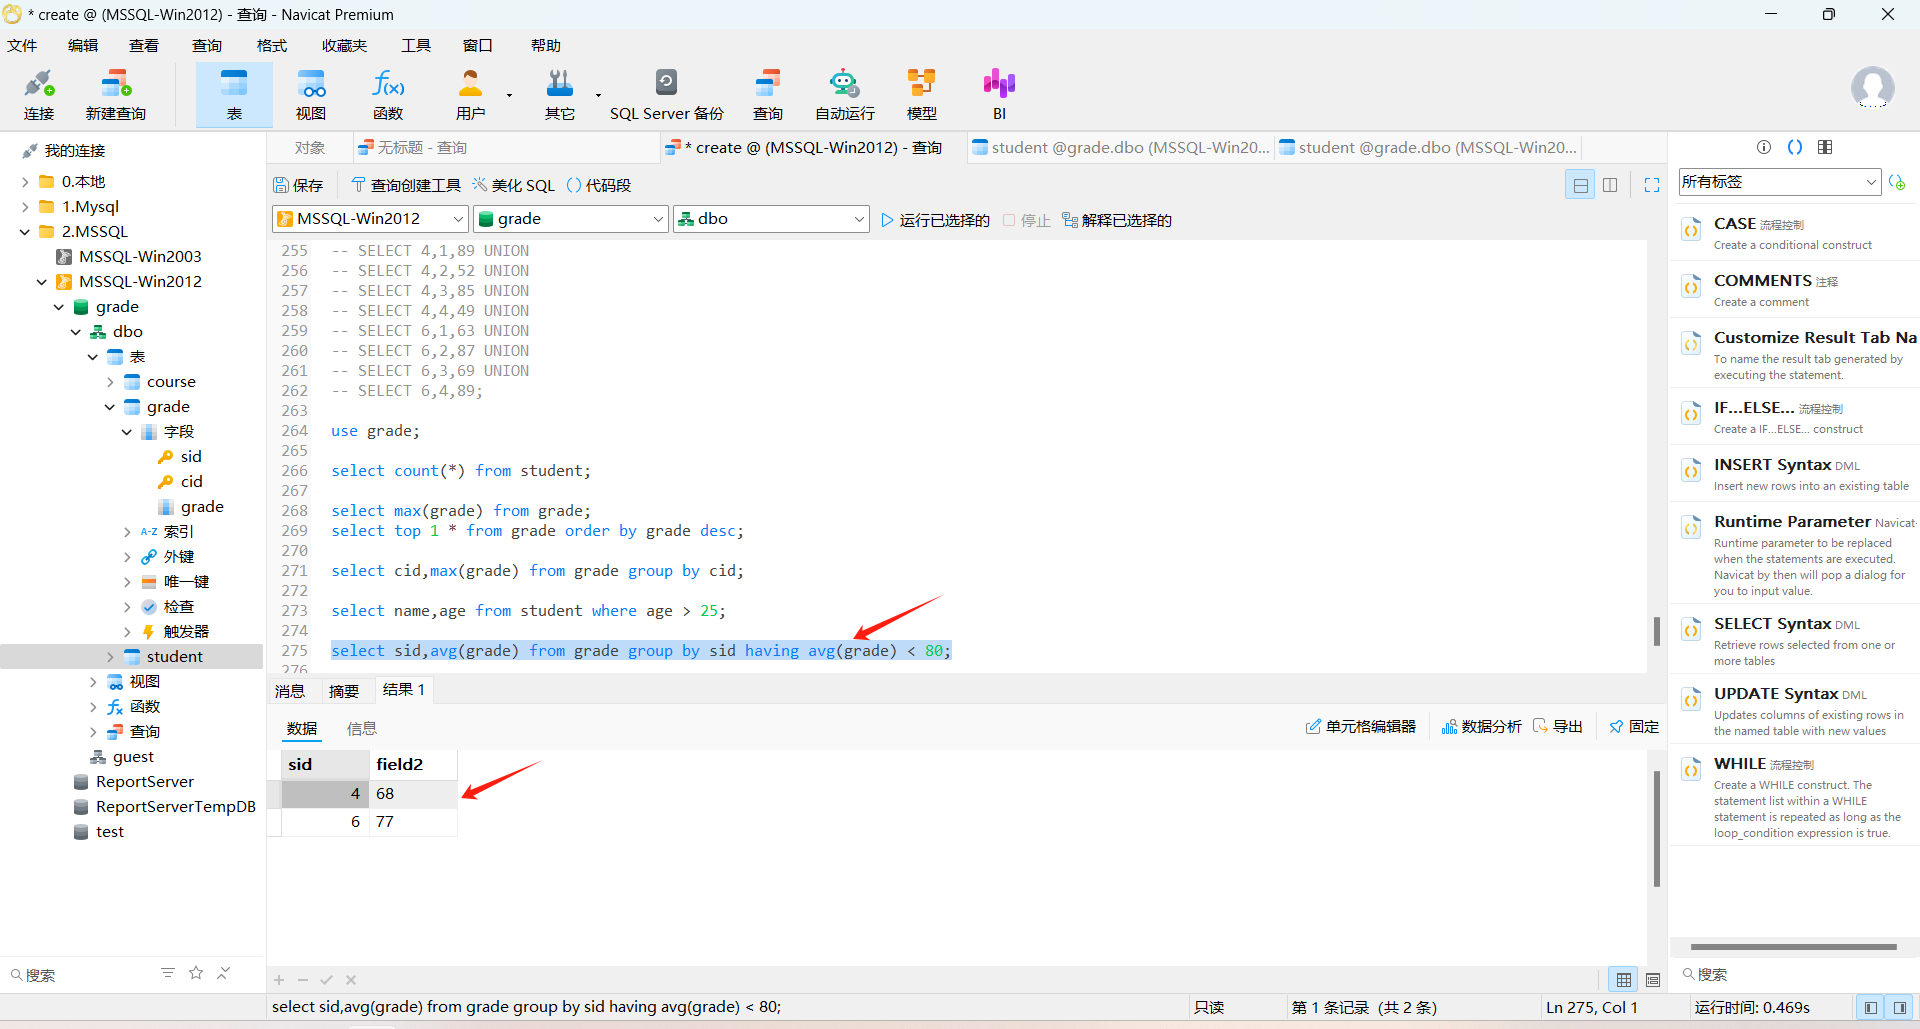 * create @ (MSSQL-Win2012) - 查询 - Navicat Premium
文件 编辑 查看 查询 格式 收藏夹 工具 窗口 帮助
连接 新建查询 表 视图 函数 用户 其它 SQL Server 备份 查询 自动运行 模型 BI
我的连接
0.本地
1.Mysql
2.MSSQL
MSSQL-Win2003
MSSQL-Win2012
grade
dbo
表
course
grade
字段
sid
cid
grade
A-Z 索引
外键
唯一键
检查
触发器
student
视图
函数
查询
guest
ReportServer
ReportServerTempDB
test
搜索
对象 无标题 - 查询 * create @ (MSSQL-Win2012) - 查询 student @grade.dbo (MSSQL-Win20... student @grade.dbo (MSSQL-Win20...
保存 查询创建工具 美化 SQL 代码段
MSSQL-Win2012 grade dbo 运行已选择的 停止 解释已选择的
255 -- SELECT 4,1,89 UNION
256 -- SELECT 4,2,52 UNION
257 -- SELECT 4,3,85 UNION
258 -- SELECT 4,4,49 UNION
259 -- SELECT 6,1,63 UNION
260 -- SELECT 6,2,87 UNION
261 -- SELECT 6,3,69 UNION
262 -- SELECT 6,4,89;
263
264 use grade;
265
266 select count(*) from student;
267
268 select max(grade) from grade;
269 select top 1 * from grade order by grade desc;
270
271 select cid,max(grade) from grade group by cid;
272
273 select name,age from student where age > 25;
274
275 select sid,avg(grade) from grade group by sid having avg(grade) < 80;
276
消息 摘要 结果 1
数据 信息 单元格编辑器 数据分析 导出 固定
sid field2
4 68
6 77
select sid,avg(grade) from grade group by sid having avg(grade) < 80; 只读 第 1 条记录 (共 2 条) Ln 275, Col 1 运行时间: 0.469s
所有标签
CASE 流程控制
Create a conditional construct
COMMENTS 注释
Create a comment
Customize Result Tab Na
To name the result tab generated by
executing the statement.
IF...ELSE... 流程控制
Create a IF...ELSE... construct
INSERT Syntax DML
Insert new rows into an existing table
Runtime Parameter Navicat
Runtime parameter to be replaced
when the statements are executed.
Navicat by then will pop a dialog for
you to input value.
SELECT Syntax DML
Retrieve rows selected from one or
more tables
UPDATE Syntax DML
Updates columns of existing rows in
the named table with new values
WHILE 流程控制
Create a WHILE construct. The
statement list within a WHILE
statement is repeated as long as the
loop_condition expression is true.
搜索